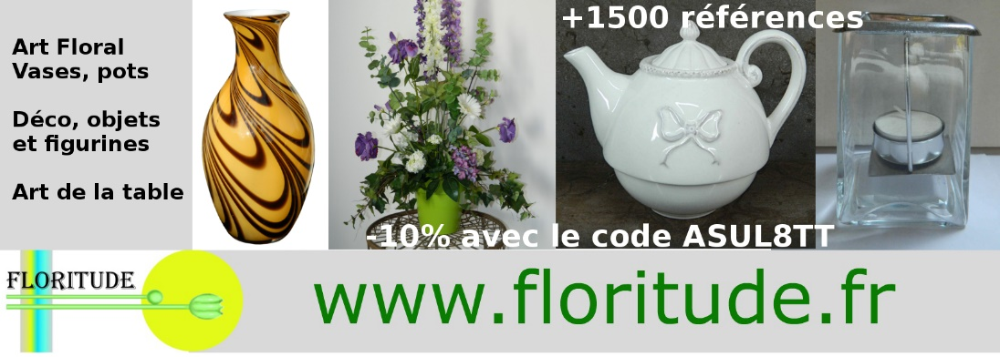 Art Floral
Vases, pots
Déco, objets
et figurines
Art de la table
+1500 références
-10% avec le code ASUL8TT
FLORITUDE
www.floritude.fr